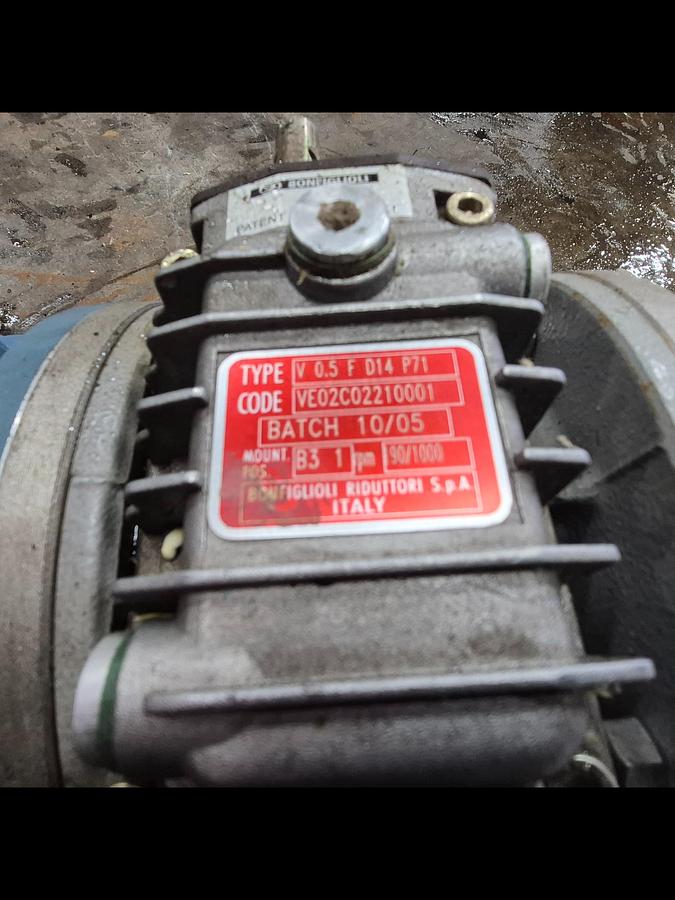 BONFIGLIOLI
PATENT
TYPE V 0.5 F D14 P71
CODE VE02C02210001
BATCH 10/05
MOUNT. POS. B3 1 rpm 90/1000
BONFIGLIOLI RIDUTTORI S.p.A.
ITALY